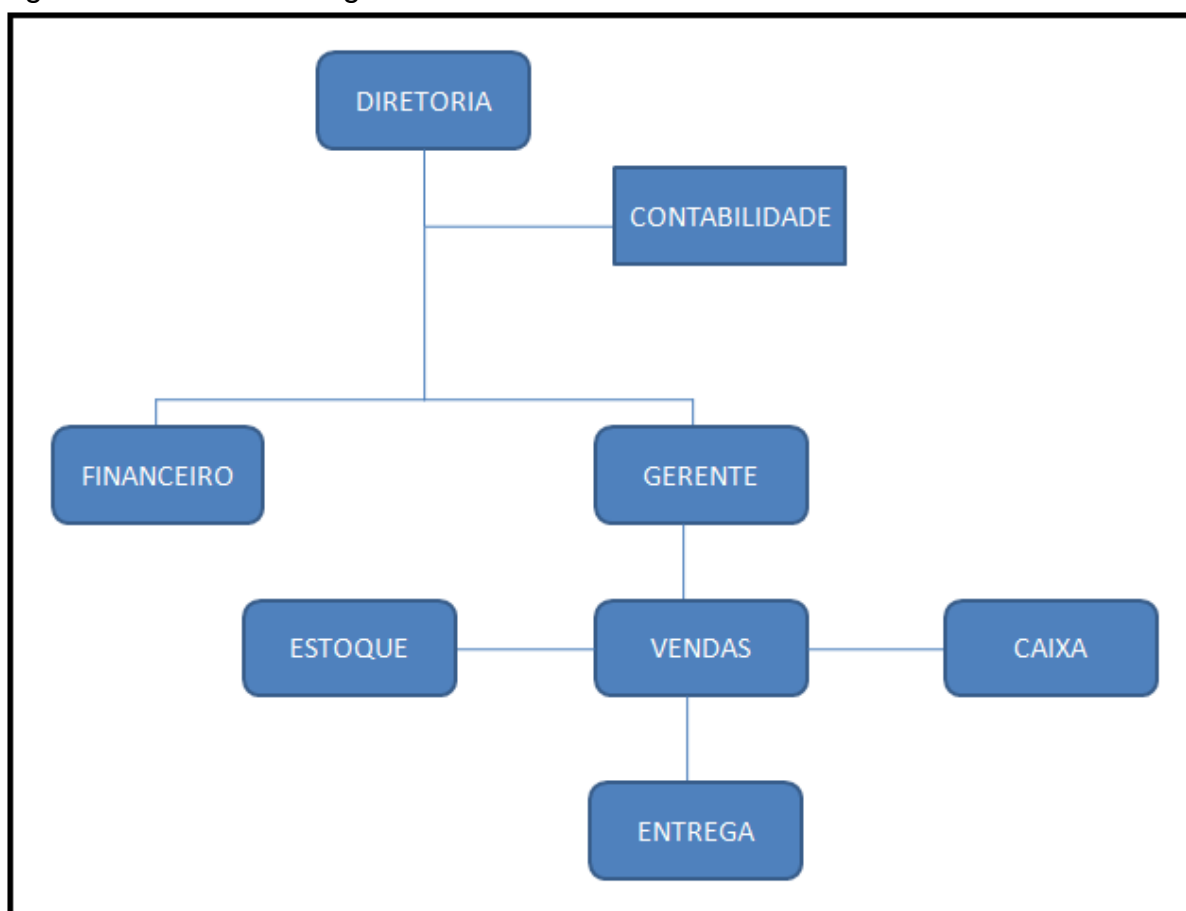 DIRETORIA
CONTABILIDADE
FINANCEIRO
GERENTE
ESTOQUE
VENDAS
CAIXA
ENTREGA